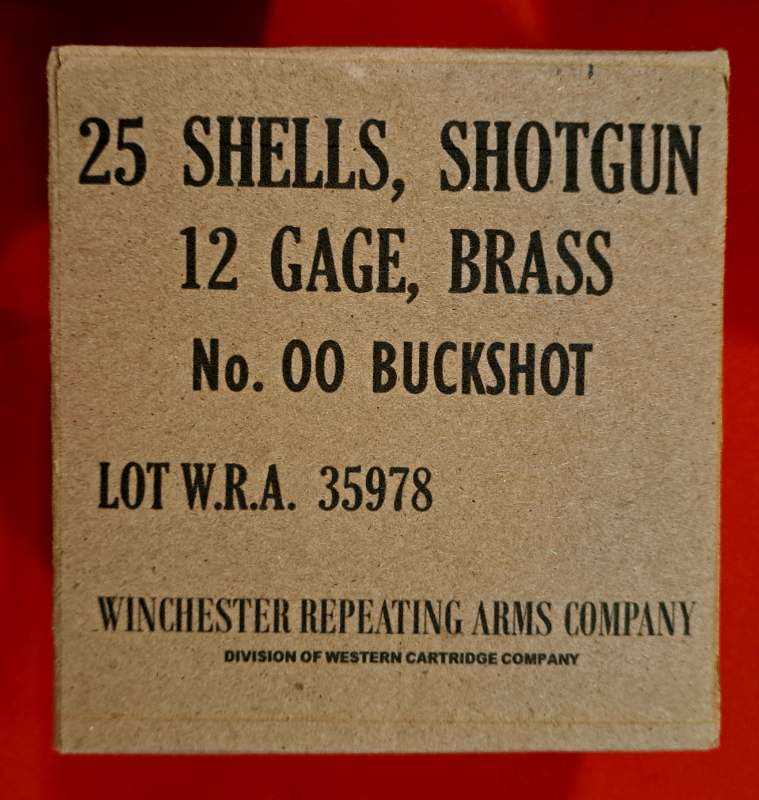 25 SHELLS, SHOTGUN
12 GAGE, BRASS
No. 00 BUCKSHOT
LOT W.R.A. 35978
WINCHESTER REPEATING ARMS COMPANY
DIVISION OF WESTERN CARTRIDGE COMPANY